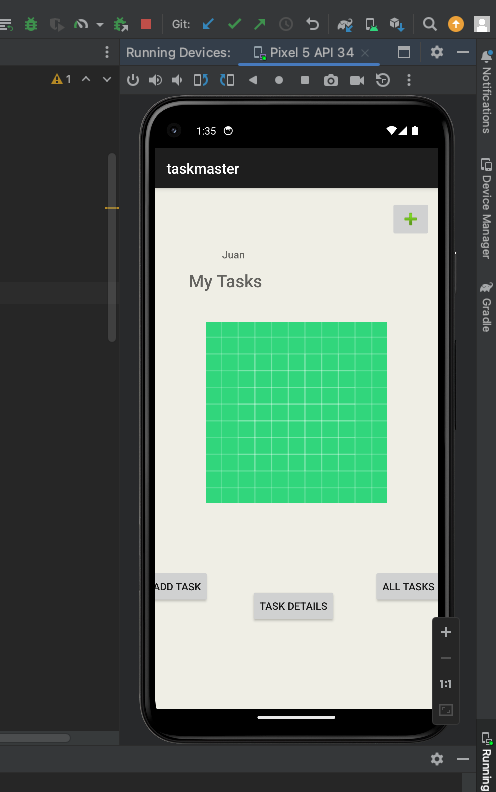 Git:
1
Running Devices:
Pixel 5 API 34
1:35
taskmaster
Juan
My Tasks
ADD TASK
TASK DETAILS
ALL TASKS
1:1
Notifications
Device Manager
Gradle
Running